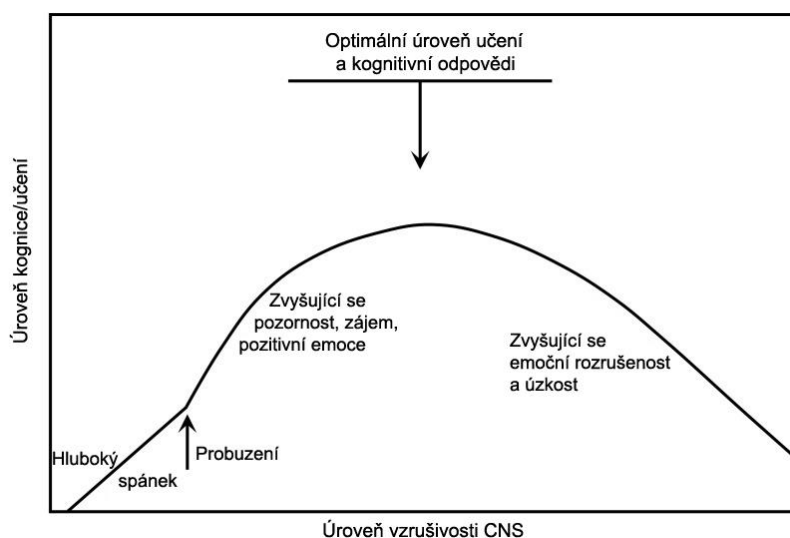 Optimální úroveň učení
a kognitivní odpovědi
Úroveň kognice/učení
Zvyšující se
pozornost, zájem,
pozitivní emoce
Zvyšující se
emoční rozrušenost
a úzkost
Hluboký
spánek
Probuzení
Úroveň vzrušivosti CNS